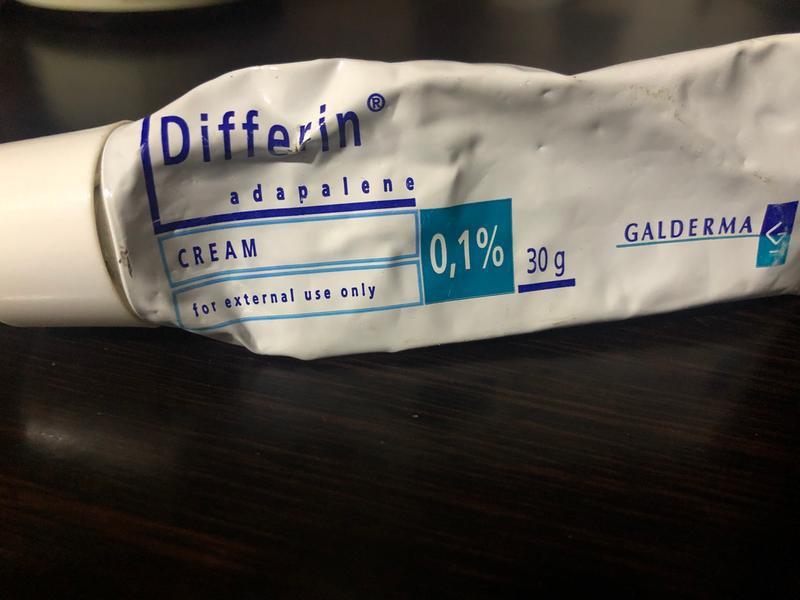 Differin®
adapalene
CREAM
for external use only
0,1%
30 g
GALDERMA